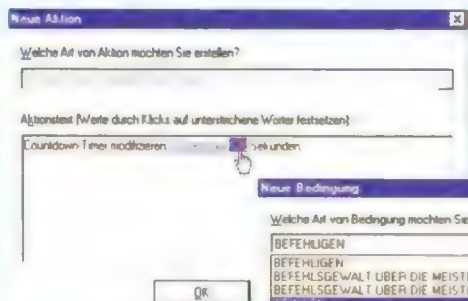 Neue Aktion
Welche Art von Aktion möchten Sie erstellen?
Aktionstext (Werte durch Klicks auf unterstrichene Wörter festsetzen)
Countdown-Timer modifizieren: Sekunden
Neue Bedingung
Welche Art von Bedingung möchten Sie
BEFEHLIGEN
BEFEHLIGEN
BEFEHLSGEWALT ÜBER DIE MEIST
BEFEHLSGEWALT ÜBER DIE MEIST
OK